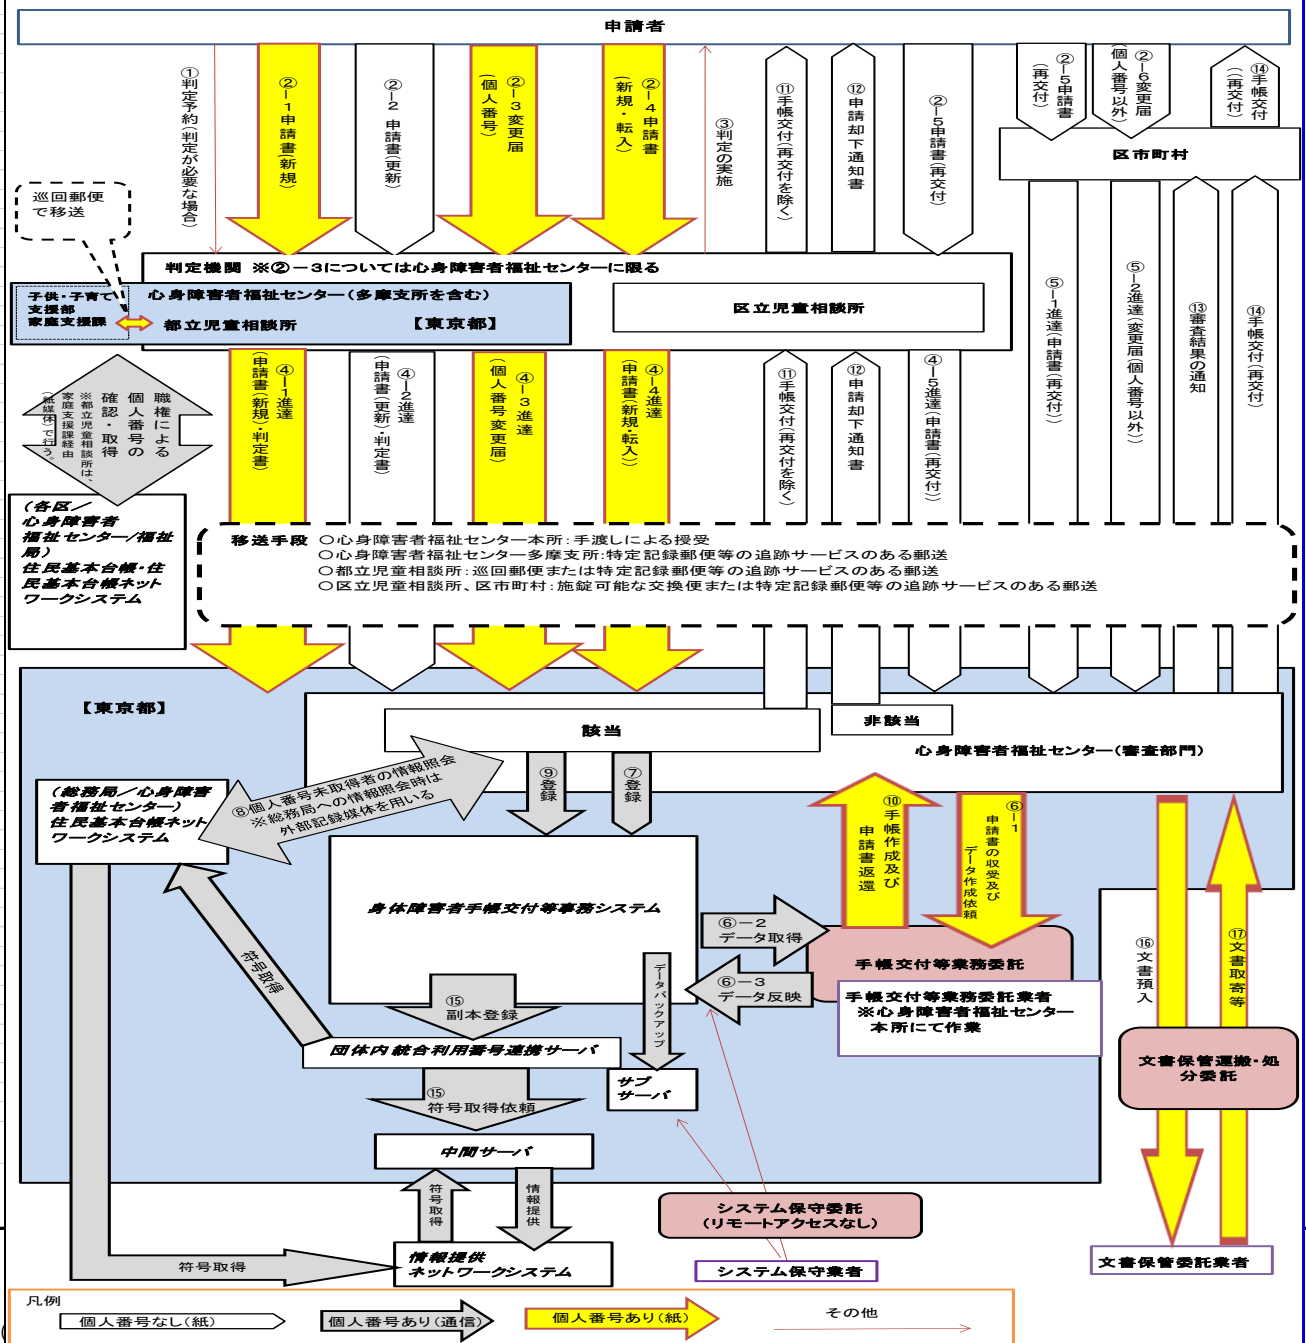 申請者
①判定予約(判定が必要な場合)
②－1申請書(新規)
②－2 申請書(更新)
②－3変更届
(個人番号)
②－4申請書
(新規・転入)
③判定の実施
⑪手帳交付(再交付を除く)
⑫申請却下通知書
②－5申請書(再交付)
②－5申請書
(再交付)
②－6変更届
(個人番号以外)
⑭手帳交付
(再交付)
区市町村
巡回郵便
で移送
判定機関 ※②－3については心身障害者福祉センターに限る
子供・子育て
支援部
家庭支援課
心身障害者福祉センター(多摩支所を含む)
都立児童相談所
【東京都】
区立児童相談所
職権による
個人番号の
確認・取得
※都立児童相談所は、
家庭支援課経由
(紙媒体)で行う。
④－1進達
(申請書(新規)・判定書)
④－2進達
(申請書(更新)・判定書)
④－3進達
(個人番号変更届)
④－4進達
(申請書(新規・転入))
⑪手帳交付(再交付を除く)
⑫申請却下通知書
④－5進達(申請書(再交付))
⑤－1進達(申請書(再交付))
⑤－2進達(変更届(個人番号以外))
⑬審査結果の通知
⑭手帳交付(再交付)
(各区／
心身障害者
福祉センター/福祉
局)
住民基本台帳・住
民基本台帳ネット
ワークシステム
移送手段
○心身障害者福祉センター本所：手渡しによる授受
○心身障害者福祉センター多摩支所:特定記録郵便等の追跡サービスのある郵送
○都立児童相談所：巡回郵便または特定記録郵便等の追跡サービスのある郵送
○区立児童相談所、区市町村：施錠可能な交換便または特定記録郵便等の追跡サービスのある郵送
【東京都】
該当
非該当
心身障害者福祉センター(審査部門)
(総務局／心身障害
者福祉センター)
住民基本台帳ネット
ワークシステム
⑧個人番号未取得者の情報照会
※総務局への情報照会時は
外部記録媒体を用いる
⑨登録
⑦登録
⑩手帳作成及び
申請書返還
⑥－1
申請書の収受及び
データ作成依頼
身体障害者手帳交付等事務システム
⑥－2
データ取得
⑥－3
データ反映
手帳交付等業務委託
手帳交付等業務委託業者
※心身障害者福祉センター
本所にて作業
⑯文書預入
⑰文書取寄等
文書保管運搬・処
分委託
符号取得
⑮
副本登録
データバックアップ
団体内統合利用番号連携サーバ
サブ
サーバ
⑮
符号取得依頼
中間サーバ
符号取得
情報提供
システム保守委託
(リモートアクセスなし)
システム保守業者
文書保管委託業者
符号取得
情報提供
ネットワークシステム
凡例
個人番号なし(紙)
個人番号あり(通信)
個人番号あり(紙)
その他